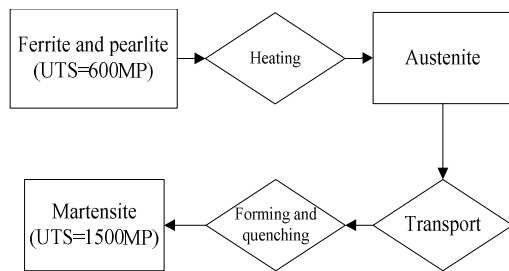 Ferrite and pearlite
(UTS=600MP)
Heating
Austenite
Transport
Forming and
quenching
Martensite
(UTS=1500MP)